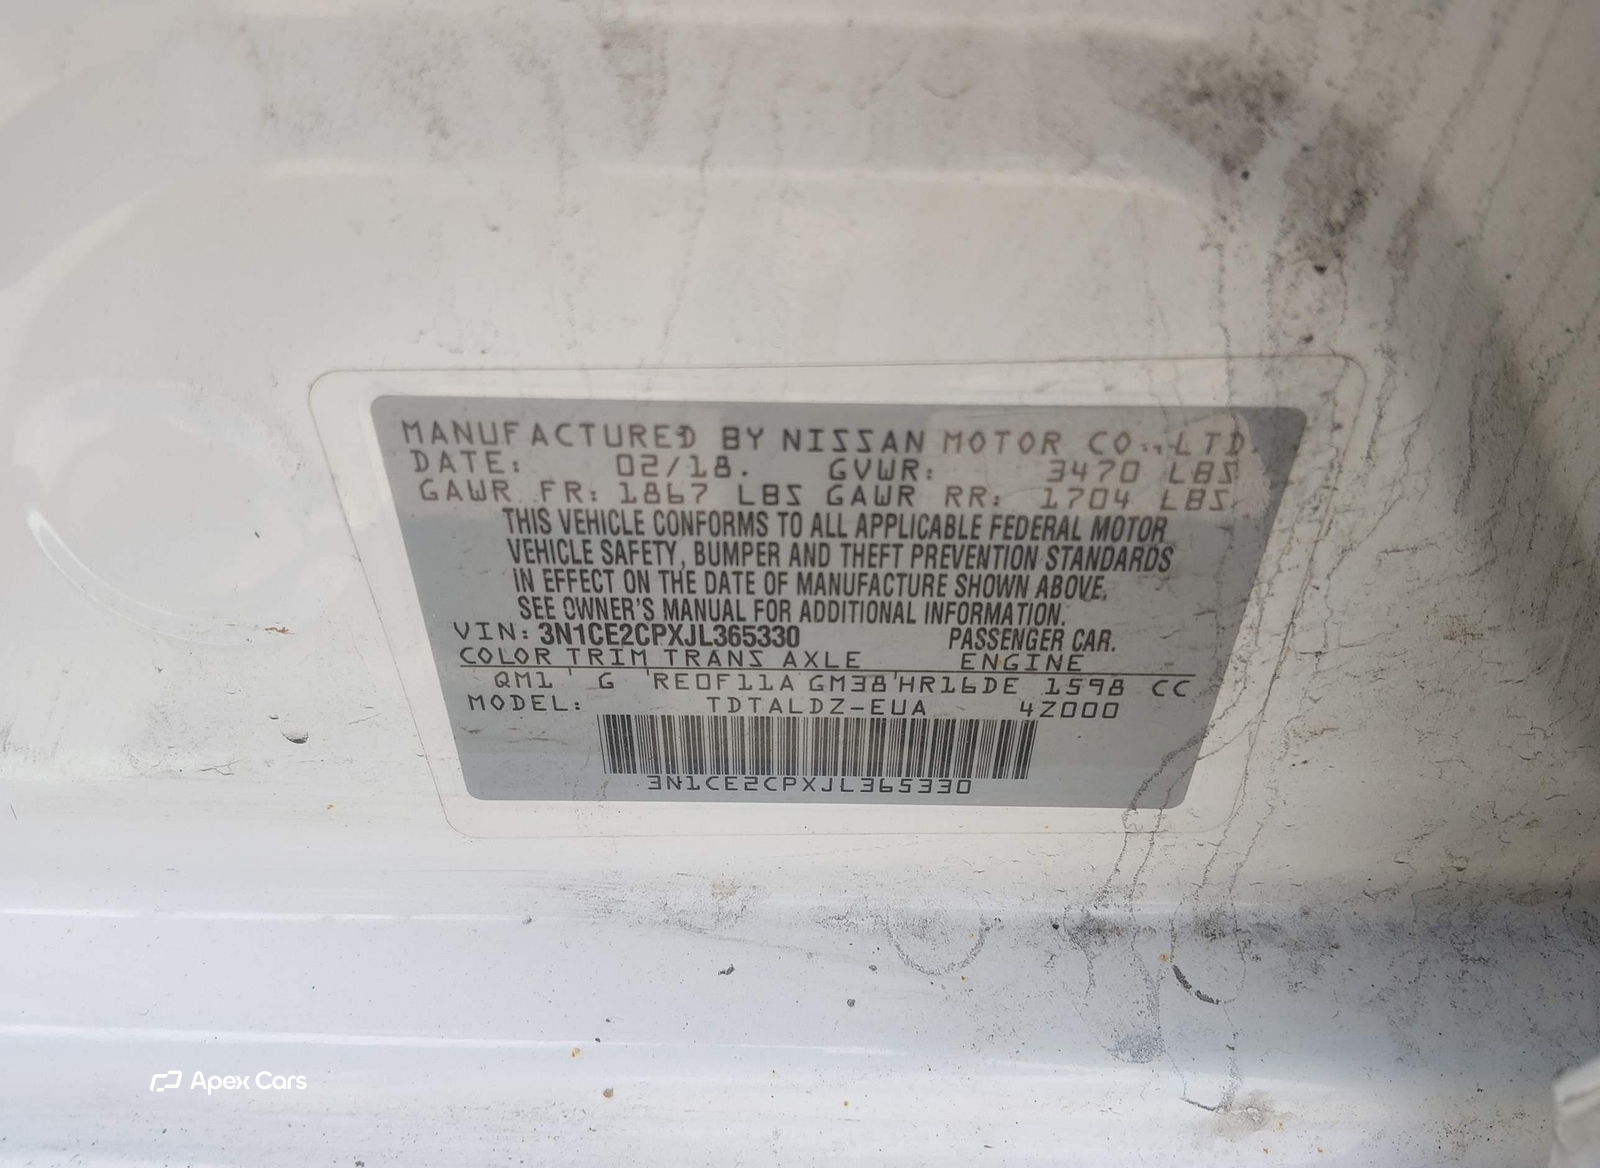 MANUFACTURED BY NISSAN MOTOR CO., LTD.
DATE: 02/18. GVWR: 3470 LBS
GAWR FR: 1867 LBS GAWR RR: 1704 LBS
THIS VEHICLE CONFORMS TO ALL APPLICABLE FEDERAL MOTOR
VEHICLE SAFETY, BUMPER AND THEFT PREVENTION STANDARDS
IN EFFECT ON THE DATE OF MANUFACTURE SHOWN ABOVE.
SEE OWNER'S MANUAL FOR ADDITIONAL INFORMATION.
VIN: 3N1CE2CPXJL365330 PASSENGER CAR.
COLOR TRIM TRANS AXLE ENGINE
QM1 G RE0F11A GM38 HR16DE 1598 CC
MODEL: TDTALDZ-EUA 4Z000
3N1CE2CPXJL365330
Apex Cars